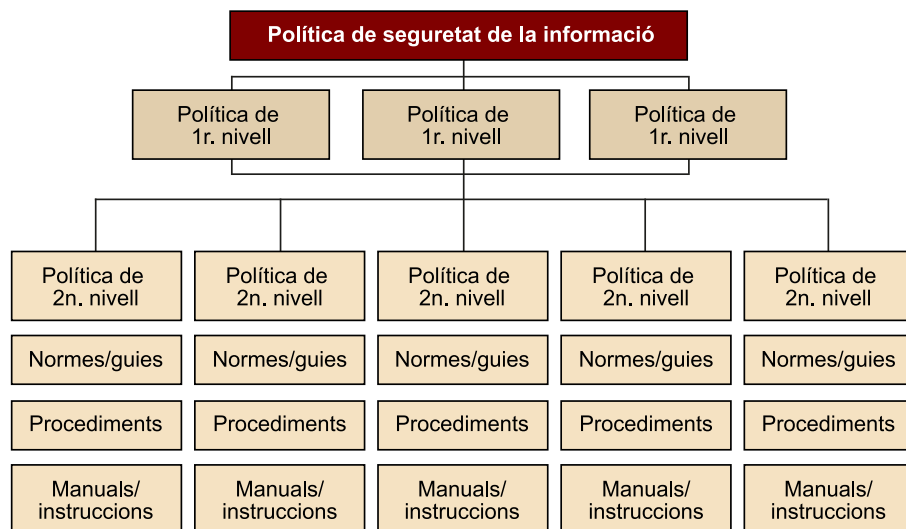 Política de seguretat de la informació
Política de
1r. nivell
Política de
1r. nivell
Política de
1r. nivell
Política de
2n. nivell
Política de
2n. nivell
Política de
2n. nivell
Política de
2n. nivell
Política de
2n. nivell
Normes/guies
Normes/guies
Normes/guies
Normes/guies
Normes/guies
Procediments
Procediments
Procediments
Procediments
Procediments
Manuals/
instruccions
Manuals/
instruccions
Manuals/
instruccions
Manuals/
instruccions
Manuals/
instruccions